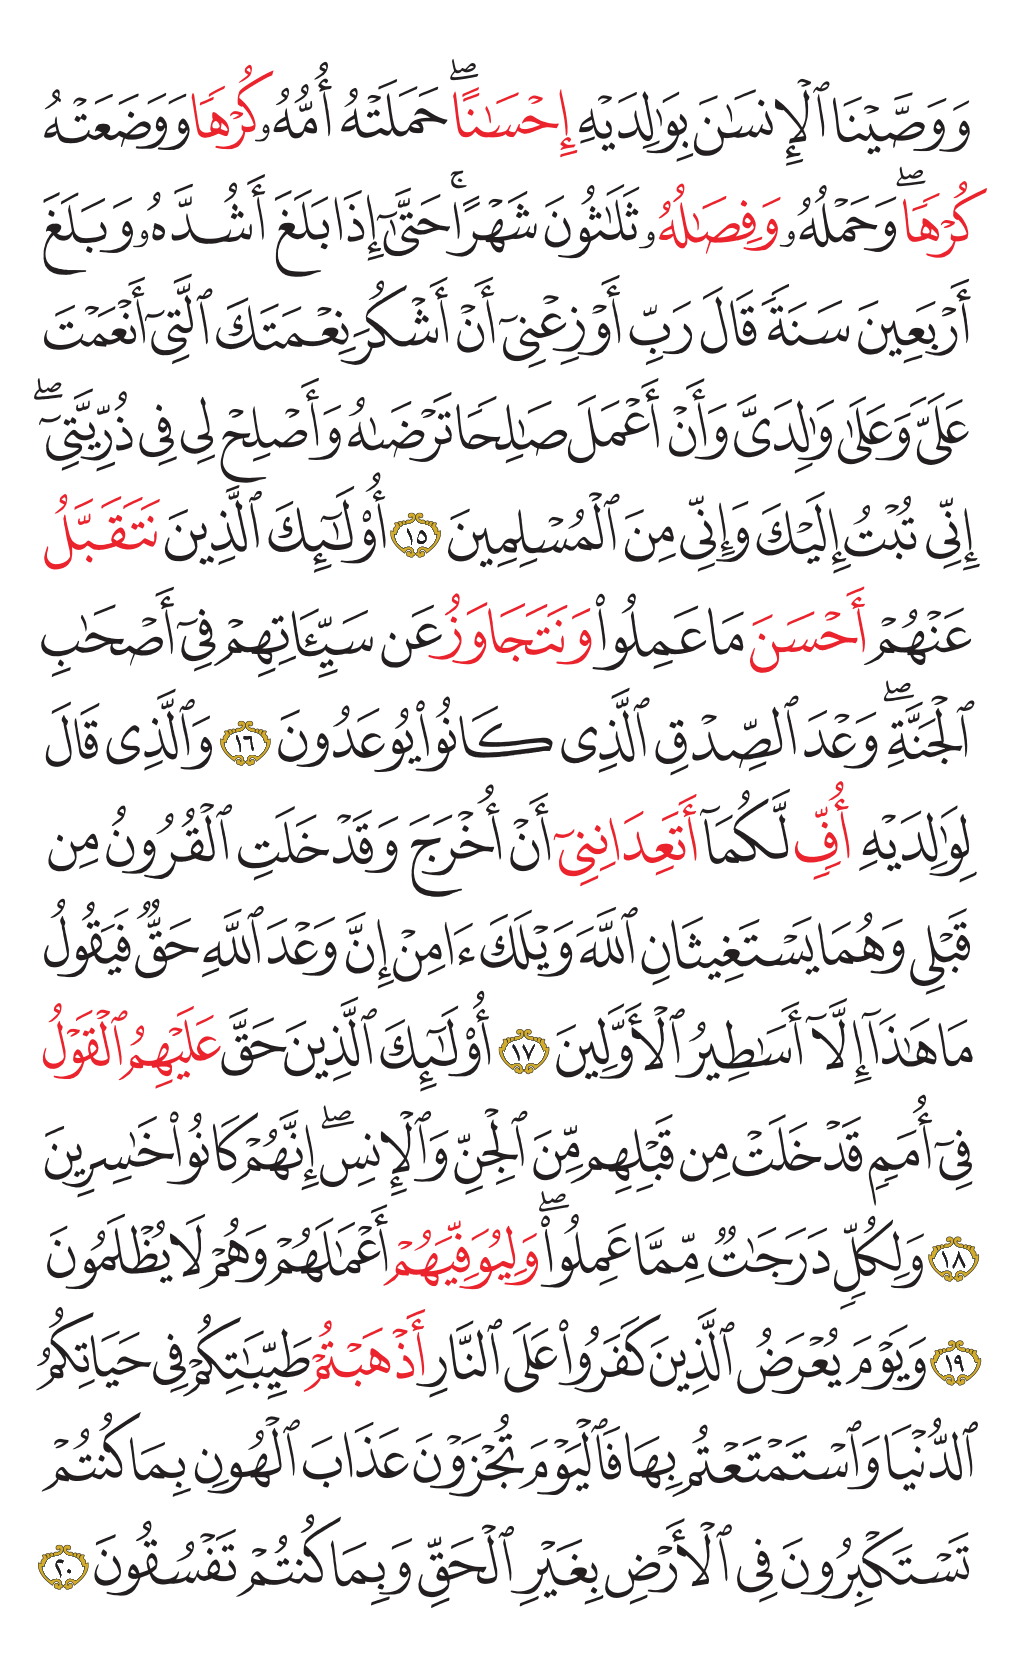 وَوَصَّيْنَا ٱلْإِنسَٰنَ بِوَٰلِدَيْهِ إِحْسَٰنًاۖ حَمَلَتْهُ أُمُّهُۥ كُرْهًا وَوَضَعَتْهُ
كُرْهًاۖ وَحَمْلُهُۥ وَفِصَٰلُهُۥ ثَلَٰثُونَ شَهْرًاۚ حَتَّىٰٓ إِذَا بَلَغَ أَشُدَّهُۥ وَبَلَغَ
أَرْبَعِينَ سَنَةً قَالَ رَبِّ أَوْزِعْنِىٓ أَنْ أَشْكُرَ نِعْمَتَكَ ٱلَّتِىٓ أَنْعَمْتَ
عَلَىَّ وَعَلَىٰ وَٰلِدَىَّ وَأَنْ أَعْمَلَ صَٰلِحًا تَرْضَىٰهُ وَأَصْلِحْ لِى فِى ذُرِّيَّتِىٓۖ
إِنِّى تُبْتُ إِلَيْكَ وَإِنِّى مِنَ ٱلْمُسْلِمِينَ ١٥ أُو۟لَٰٓئِكَ ٱلَّذِينَ نَتَقَبَّلُ
عَنْهُمْ أَحْسَنَ مَا عَمِلُوا۟ وَنَتَجَاوَزُ عَن سَيِّـَٔاتِهِمْ فِىٓ أَصْحَٰبِ
ٱلْجَنَّةِۖ وَعْدَ ٱلصِّدْقِ ٱلَّذِى كَانُوا۟ يُوعَدُونَ ١٦ وَٱلَّذِى قَالَ
لِوَٰلِدَيْهِ أُفٍّ لَّكُمَآ أَتَعِدَانِنِىٓ أَنْ أُخْرَجَ وَقَدْ خَلَتِ ٱلْقُرُونُ مِن
قَبْلِى وَهُمَا يَسْتَغِيثَانِ ٱللَّهَ وَيْلَكَ ءَامِنْ إِنَّ وَعْدَ ٱللَّهِ حَقٌّ فَيَقُولُ
مَا هَٰذَآ إِلَّآ أَسَٰطِيرُ ٱلْأَوَّلِينَ ١٧ أُو۟لَٰٓئِكَ ٱلَّذِينَ حَقَّ عَلَيْهِمُ ٱلْقَوْلُ
فِىٓ أُمَمٍ قَدْ خَلَتْ مِن قَبْلِهِم مِّنَ ٱلْجِنِّ وَٱلْإِنسِۖ إِنَّهُمْ كَانُوا۟ خَٰسِرِينَ
١٨ وَلِكُلٍّ دَرَجَٰتٌ مِّمَّا عَمِلُوا۟ۖ وَلِيُوَفِّيَهُمْ أَعْمَٰلَهُمْ وَهُمْ لَا يُظْلَمُونَ
١٩ وَيَوْمَ يُعْرَضُ ٱلَّذِينَ كَفَرُوا۟ عَلَى ٱلنَّارِ أَذْهَبْتُمْ طَيِّبَٰتِكُمْ فِى حَيَاتِكُمُ
ٱلدُّنْيَا وَٱسْتَمْتَعْتُم بِهَا فَٱلْيَوْمَ تُجْزَوْنَ عَذَابَ ٱلْهُونِ بِمَا كُنتُمْ
تَسْتَكْبِرُونَ فِى ٱلْأَرْضِ بِغَيْرِ ٱلْحَقِّ وَبِمَا كُنتُمْ تَفْسُقُونَ ٢٠